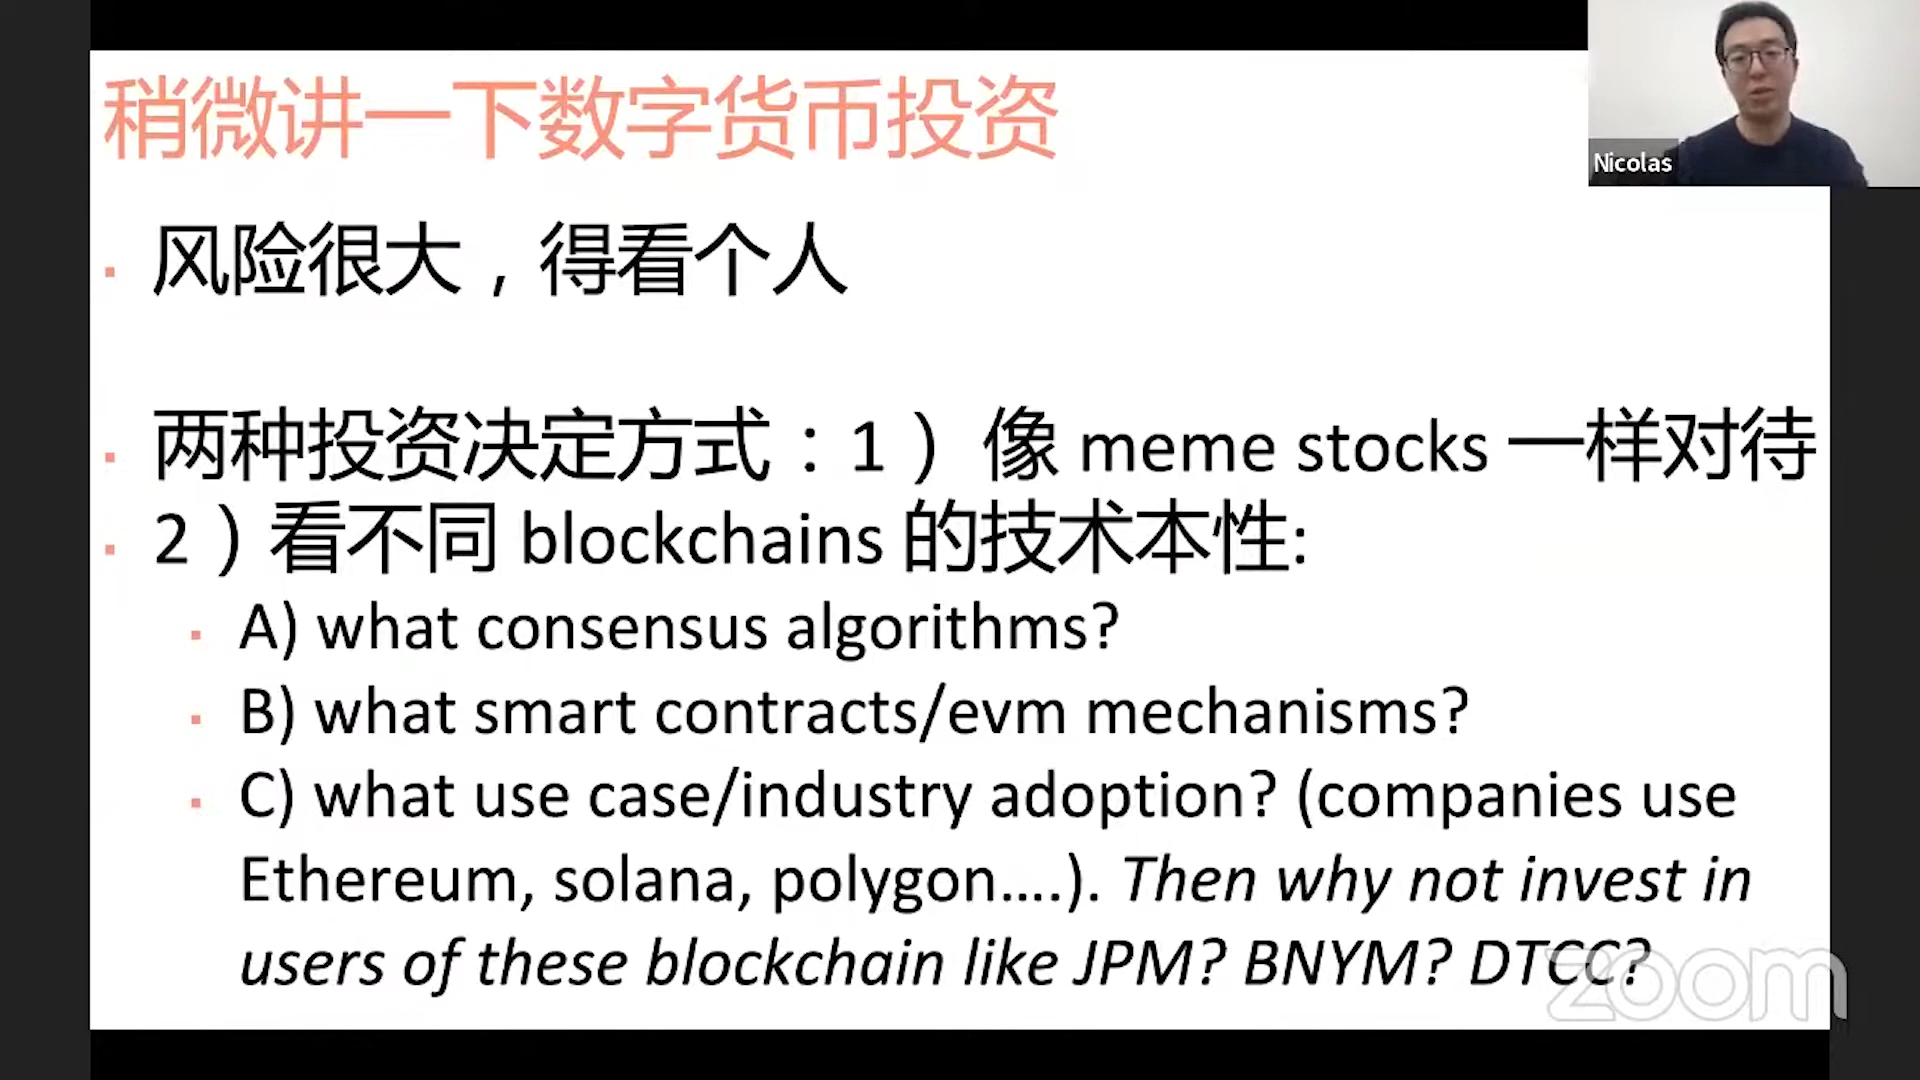 稍微讲一下数字货币投资
Nicolas
风险很大，得看个人
两种投资决定方式：1）像 meme stocks 一样对待
2）看不同 blockchains 的技术本性:
A) what consensus algorithms?
B) what smart contracts/evm mechanisms?
C) what use case/industry adoption? (companies use
Ethereum, solana, polygon....). Then why not invest in
users of these blockchain like JPM? BNYM? DTCC?
zoom